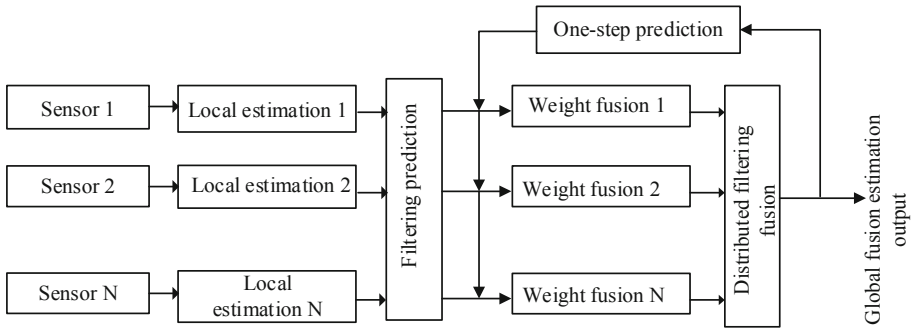 One-step prediction
Sensor 1
Local estimation 1
Weight fusion 1
Sensor 2
Local estimation 2
Weight fusion 2
Sensor N
Local
estimation N
Weight fusion N
Filtering prediction
Distributed filtering
fusion
Global fusion estimation
output